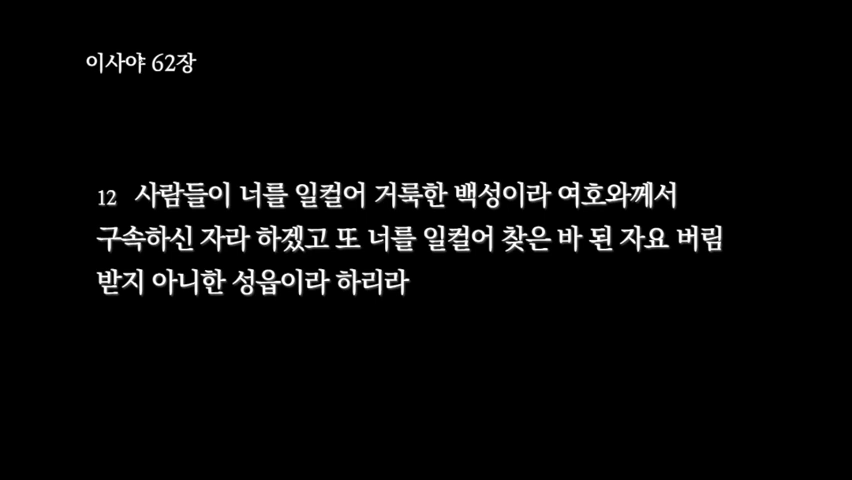 이사야 62장
12 사람들이 너를 일컬어 거룩한 백성이라 여호와께서
구속하신 자라 하겠고 또 너를 일컬어 찾은 바 된 자요 버림
받지 아니한 성읍이라 하리라